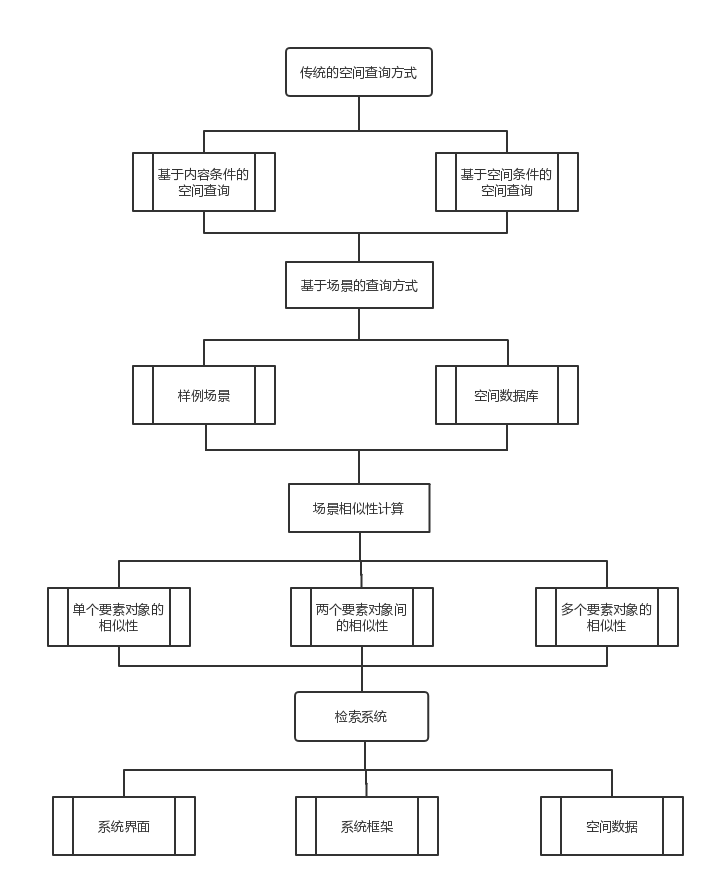 传统的空间查询方式
基于内容条件的
空间查询
基于空间条件的
空间查询
基于场景的查询方式
样例场景
空间数据库
场景相似性计算
单个要素对象的
相似性
两个要素对象间
的相似性
多个要素对象的
相似性
检索系统
系统界面
系统框架
空间数据